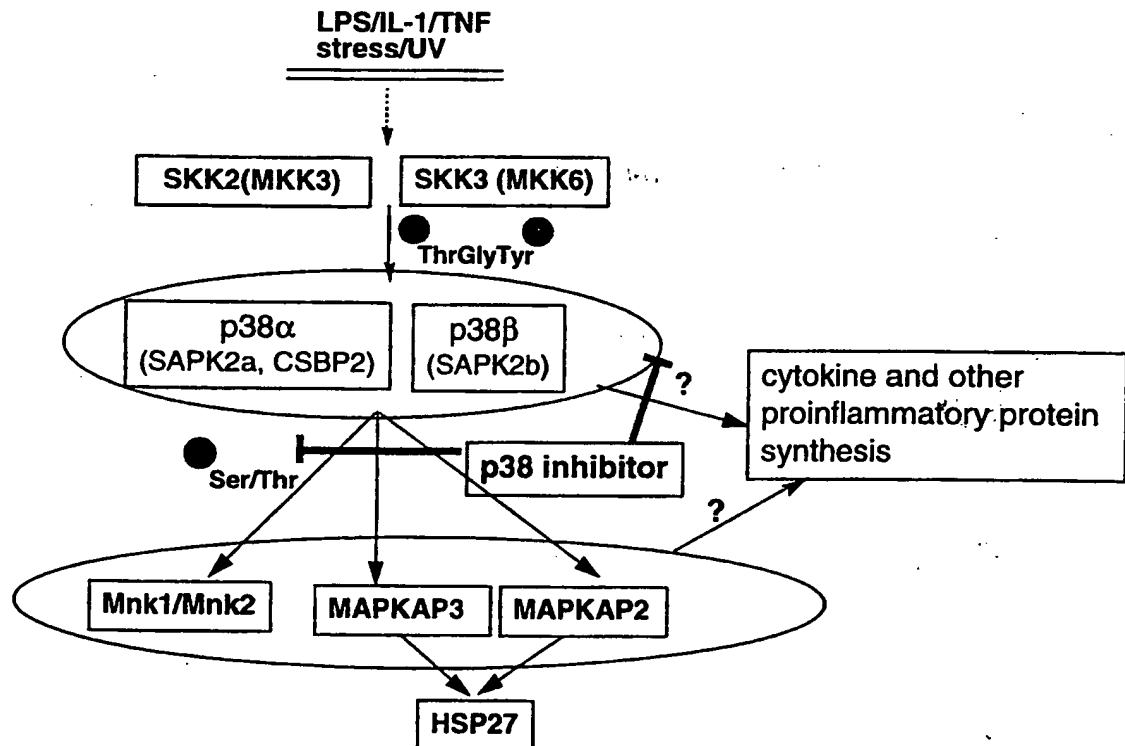 LPS/IL-1/TNF
stress/UV
SKK2(MKK3)
SKK3 (MKK6)
ThrGlyTyr
p38α
(SAPK2a, CSBP2)
p38β
(SAPK2b)
?
cytokine and other
proinflammatory protein
synthesis
Ser/Thr
p38 inhibitor
?
Mnk1/Mnk2
MAPKAP3
MAPKAP2
HSP27